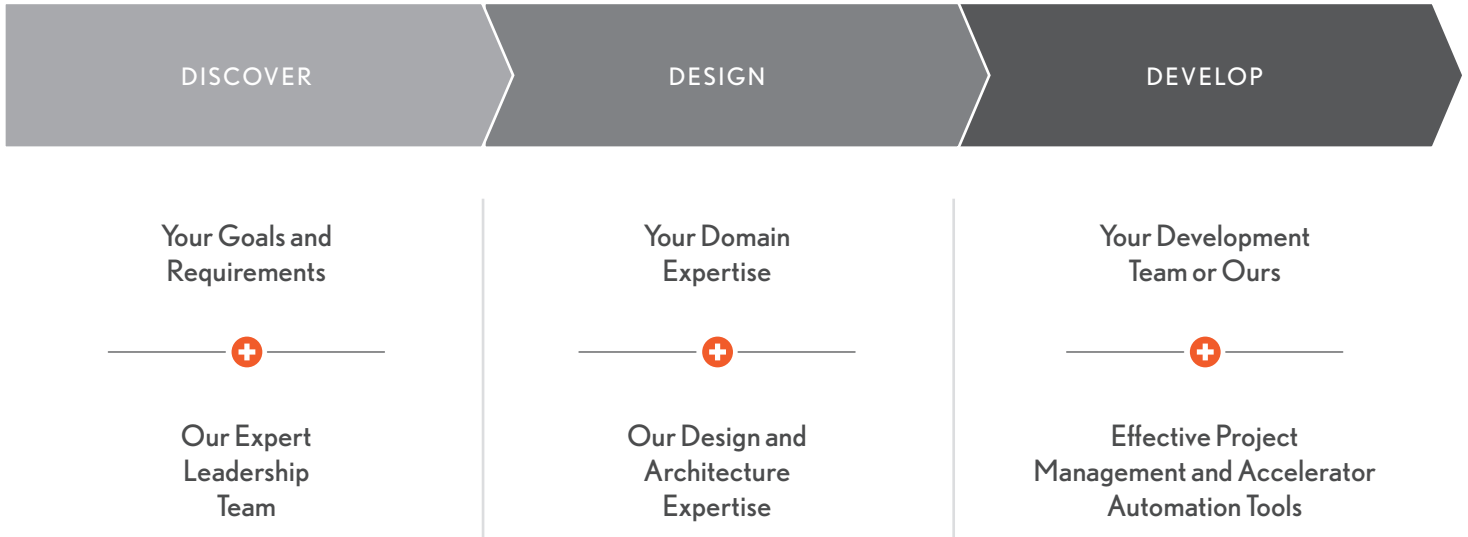 DISCOVER
DESIGN
DEVELOP
Your Goals and
Requirements
Our Expert
Leadership
Team
Your Domain
Expertise
Our Design and
Architecture
Expertise
Your Development
Team or Ours
Effective Project
Management and Accelerator
Automation Tools